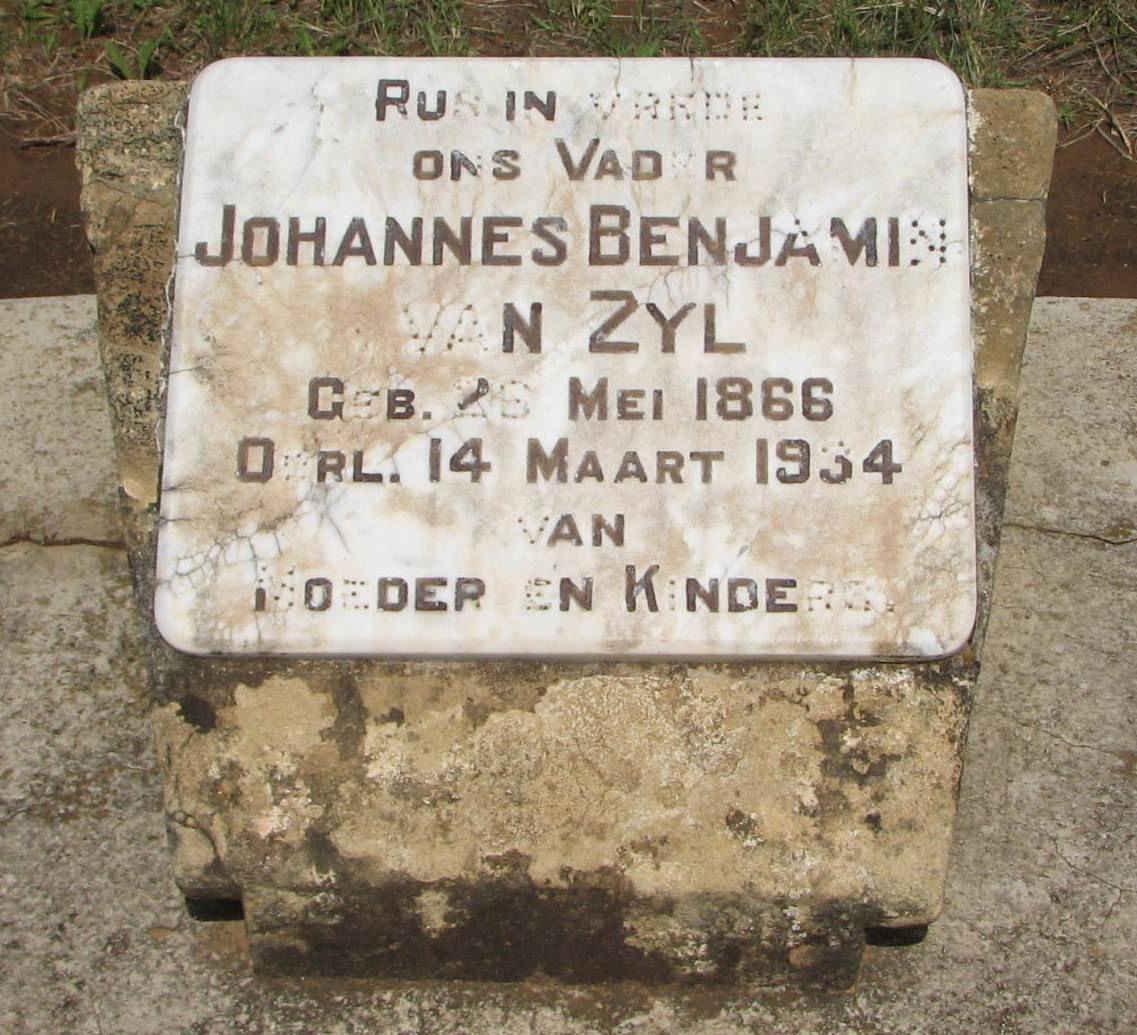 RUS IN VREDE
ONS VADER
JOHANNES BENJAMIN
VAN ZYL
GEB. 26 MEI 1866
OORL. 14 MAART 1934
VAN
MOEDER EN KINDERS.